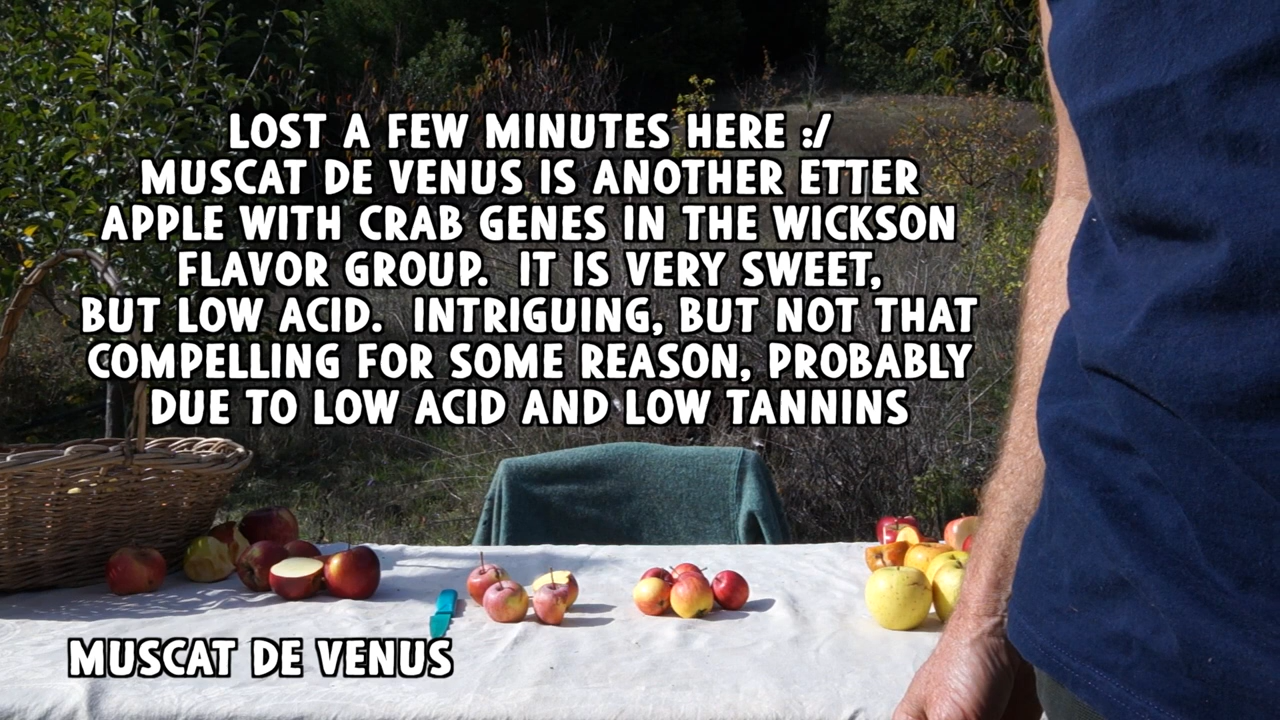 LOST A FEW MINUTES HERE :/
MUSCAT DE VENUS IS ANOTHER ETTER
APPLE WITH CRAB GENES IN THE WICKSON
FLAVOR GROUP. IT IS VERY SWEET,
BUT LOW ACID. INTRIGUING, BUT NOT THAT
COMPELLING FOR SOME REASON, PROBABLY
DUE TO LOW ACID AND LOW TANNINS
MUSCAT DE VENUS